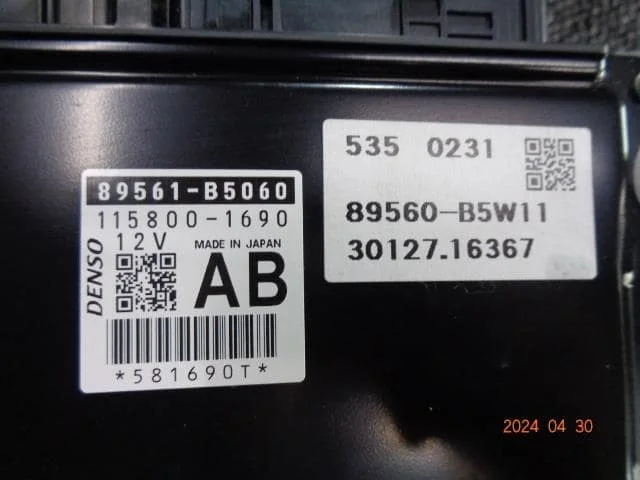 89561-B5060
115800-1690
12V
MADE IN JAPAN
DENSO
AB
*581690T*
535 0231
89560-B5W11
30127.16367
2024 04 30